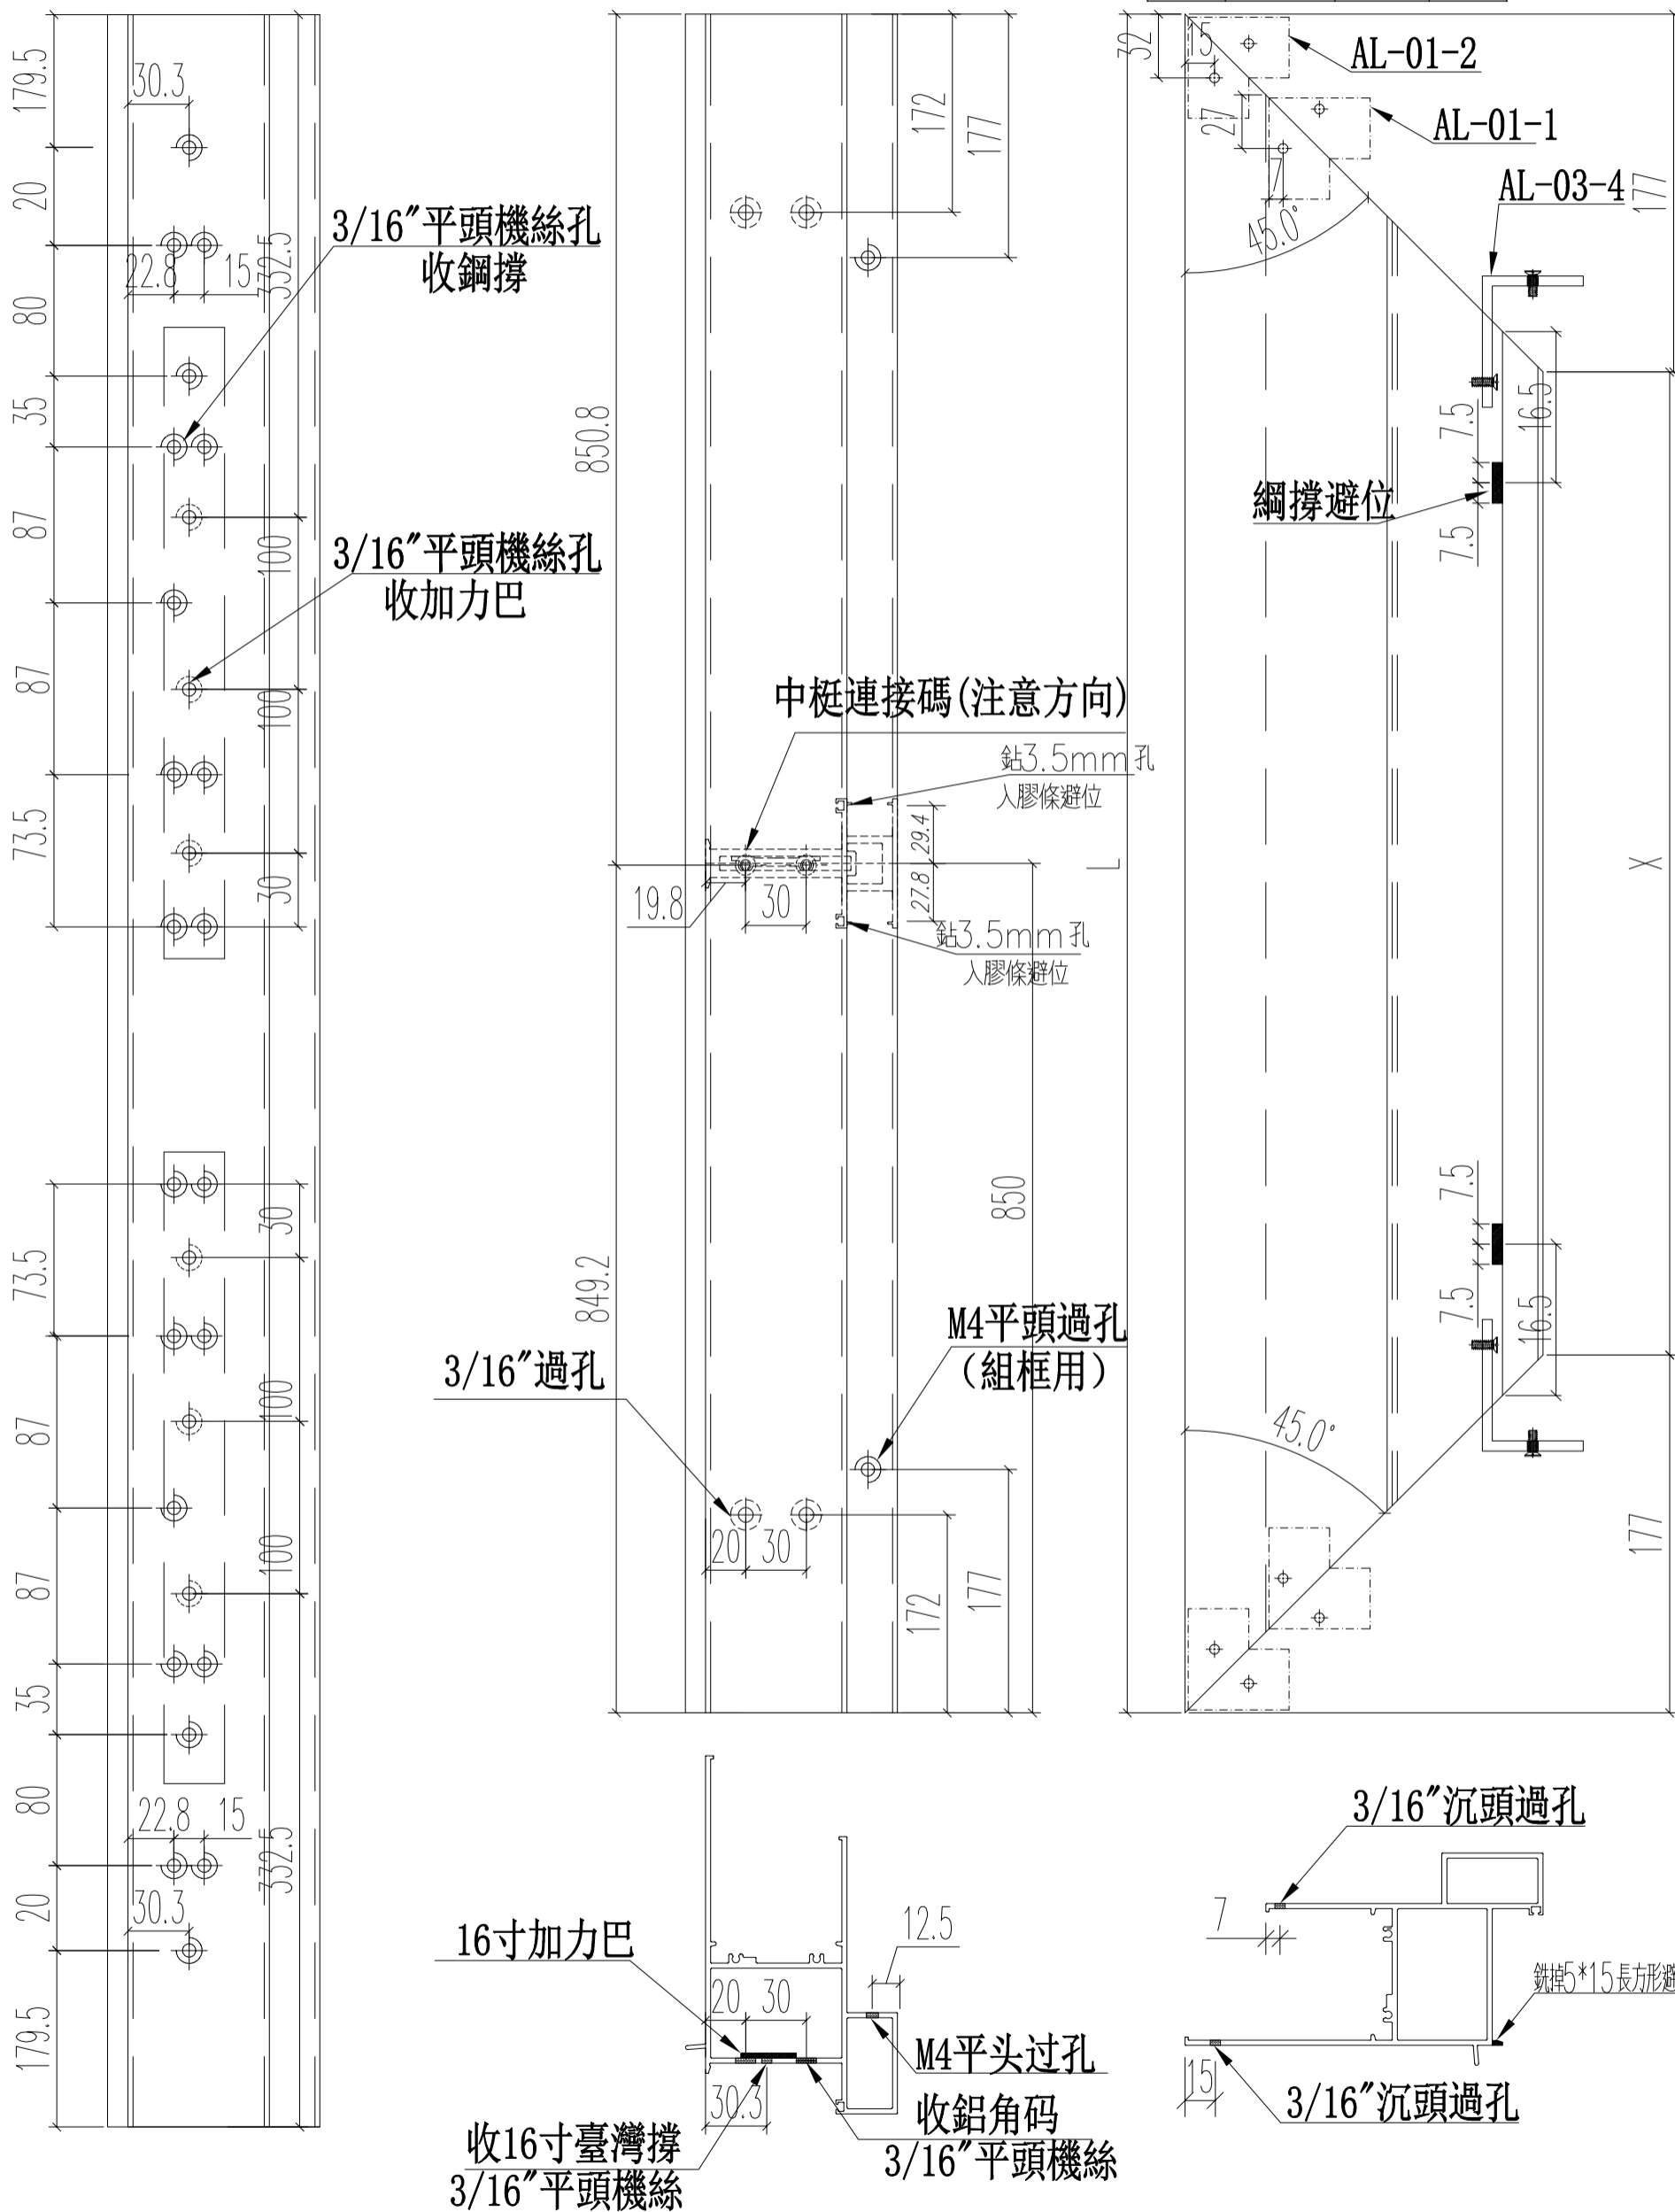 179.5
30.3
20
22.8
15
332.5
80
35
87
100
87
100
73.5
30
3/16"平頭機絲孔
收鋼撐
3/16"平頭機絲孔
收加力巴
30
73.5
100
87
100
87
35
80
22.8
15
332.5
20
30.3
179.5
172
177
850.8
中梃連接碼(注意方向)
鉆3.5mm孔
入膠條避位
29.4
27.8
19.8
30
鉆3.5mm孔
入膠條避位
850
849.2
3/16"過孔
M4平頭過孔
(組框用)
20
30
172
177
L
32
15
AL-01-2
27
7
AL-01-1
AL-03-4
177
45.0°
7.5
16.5
綱撐避位
7.5
X
7.5
7.5
16.5
45.0°
177
16寸加力巴
12.5
20
30
M4平头过孔
30.3
收鋁角码
3/16"平頭機絲
收16寸臺灣撐
3/16"平頭機絲
3/16"沉頭過孔
7
銑掉5*15長方形避
15
3/16"沉頭過孔